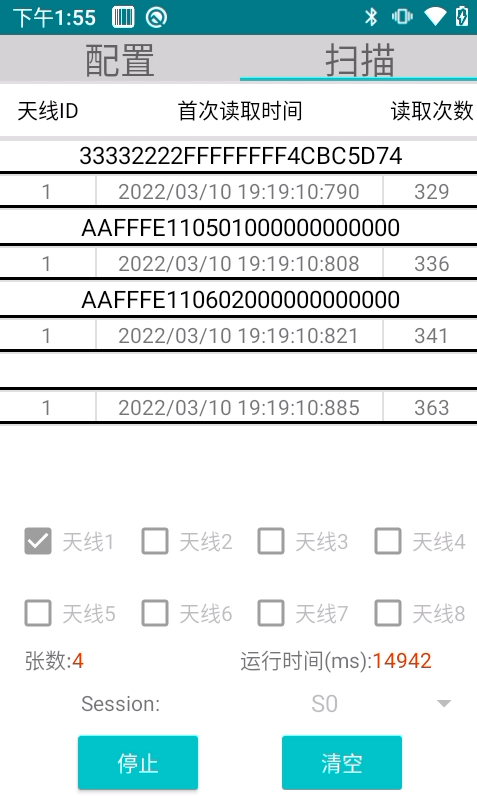 下午1:55
配置 扫描
天线ID 首次读取时间 读取次数
33332222FFFFFFFF4CBC5D74
1 2022/03/10 19:19:10:790 329
AAFFFE110501000000000000
1 2022/03/10 19:19:10:808 336
AAFFFE110602000000000000
1 2022/03/10 19:19:10:821 341
1 2022/03/10 19:19:10:885 363
天线1 天线2 天线3 天线4
天线5 天线6 天线7 天线8
张数:4 运行时间(ms):14942
Session: S0
停止 清空